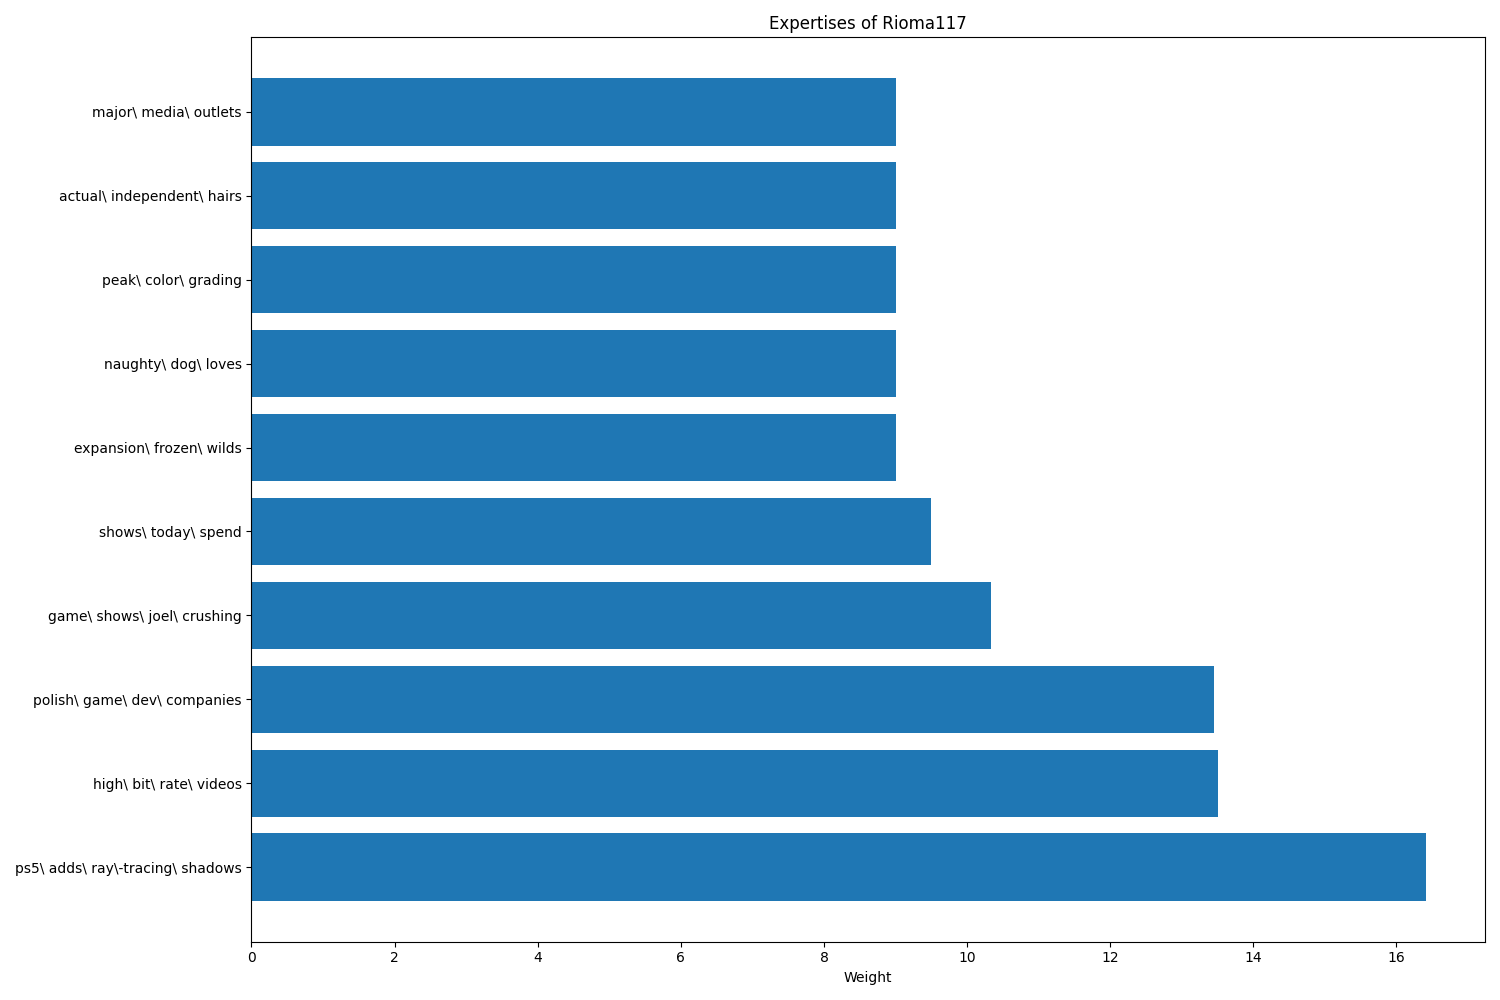 Expertises of Rioma117
major\ media\ outlets
actual\ independent\ hairs
peak\ color\ grading
naughty\ dog\ loves
expansion\ frozen\ wilds
shows\ today\ spend
game\ shows\ joel\ crushing
polish\ game\ dev\ companies
high\ bit\ rate\ videos
ps5\ adds\ ray\-tracing\ shadows
0 2 4 6 8 10 12 14 16
Weight